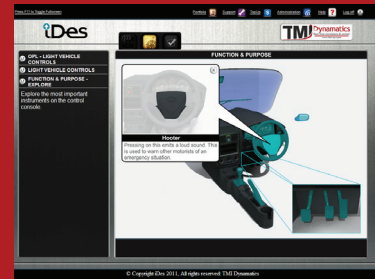 Press F11 to Toggle Fullscreen
Portfolio
Support
Topics
Administration
Help
Log off
iDes
TMI Dynamatics
OPL - LIGHT VEHICLE
CONTROLS
LIGHT VEHICLE CONTROLS
FUNCTION & PURPOSE -
EXPLORE
Explore the most important
instruments on the control
console.
FUNCTION & PURPOSE
Hooter
Pressing on this emits a loud sound. This
is used to warn other motorists of an
emergency situation.
© Copyright iDes 2011, All rights reserved: TMI Dynamatics